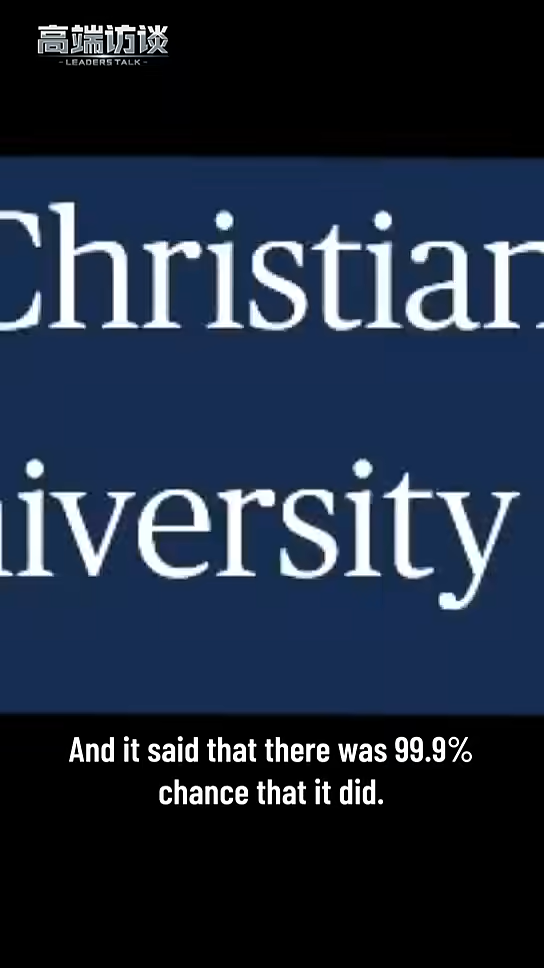 高端访谈
-LEADERS TALK-
Christian
niversity
And it said that there was 99.9%
chance that it did.